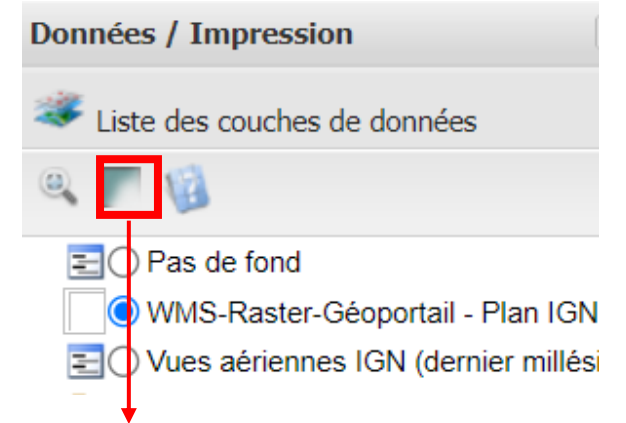 Données / Impression
Liste des couches de données
?
Pas de fond
WMS-Raster-Géoportail - Plan IGN
Vues aériennes IGN (dernier millési